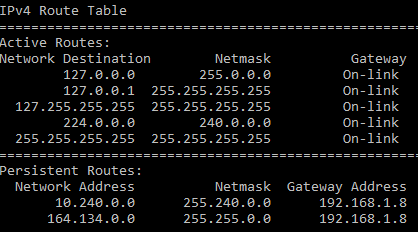 IPv4 Route Table
===========================================================
Active Routes:
Network Destination Netmask Gateway
127.0.0.0 255.0.0.0 On-link
127.0.0.1 255.255.255.255 On-link
127.255.255.255 255.255.255.255 On-link
224.0.0.0 240.0.0.0 On-link
255.255.255.255 255.255.255.255 On-link
===========================================================
Persistent Routes:
Network Address Netmask Gateway Address
10.240.0.0 255.240.0.0 192.168.1.8
164.134.0.0 255.255.0.0 192.168.1.8